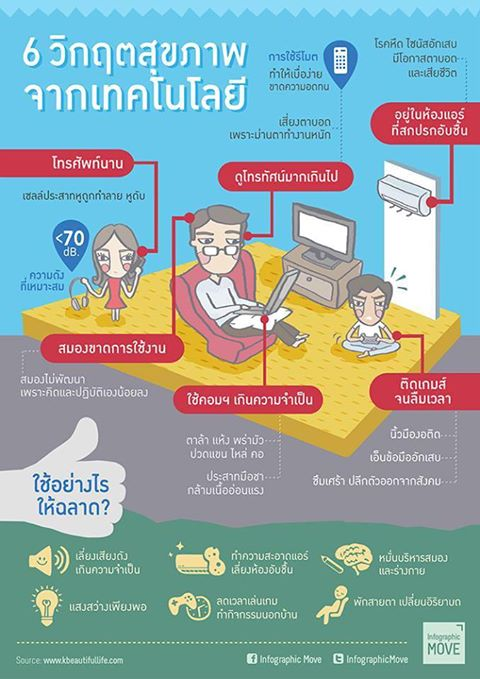 6 วิกฤตสุขภาพ
จากเทคโนโลยี
การใช้รีโมต
ทำให้เบื่อง่าย
ขาดความอดทน
โรคหืด ไซนัสอักเสบ
มีโอกาสตาบอด
และเสียชีวิต
อยู่ในห้องแอร์
ที่สกปรกอับชื้น
เสี่ยงตาบอด
เพราะม่านตาทำงานหนัก
โทรศัพท์นาน
ดูโทรทัศน์มากเกินไป
เซลล์ประสาทหูถูกทำลาย หูดับ
<70
dB.
ความดัง
ที่เหมาะสม
สมองขาดการใช้งาน
สมองไม่พัฒนา
เพราะคิดและปฏิบัติเองน้อยลง
ใช้คอมฯ เกินความจำเป็น
ตาล้า แห้ง พร่ามัว
ปวดแขน ไหล่ คอ
ประสาทมือชา
กล้ามเนื้ออ่อนแรง
ติดเกมส์
จนลืมเวลา
นิ้วมืองอติด
เอ็นข้อมืออักเสบ
ซึมเศร้า ปลีกตัวออกจากสังคม
ใช้อย่างไร
ให้ฉลาด?
เลี่ยงเสียงดัง
เกินความจำเป็น
ทำความสะอาดแอร์
เลี่ยงห้องอับชื้น
หมั่นบริหารสมอง
และร่างกาย
แสงสว่างเพียงพอ
ลดเวลาเล่นเกม
ทำกิจกรรมนอกบ้าน
พักสายตา เปลี่ยนอิริยาบถ
Source: www.kbeautifullife.com
Infographic Move
InfographicMove
Infographic
MOVE